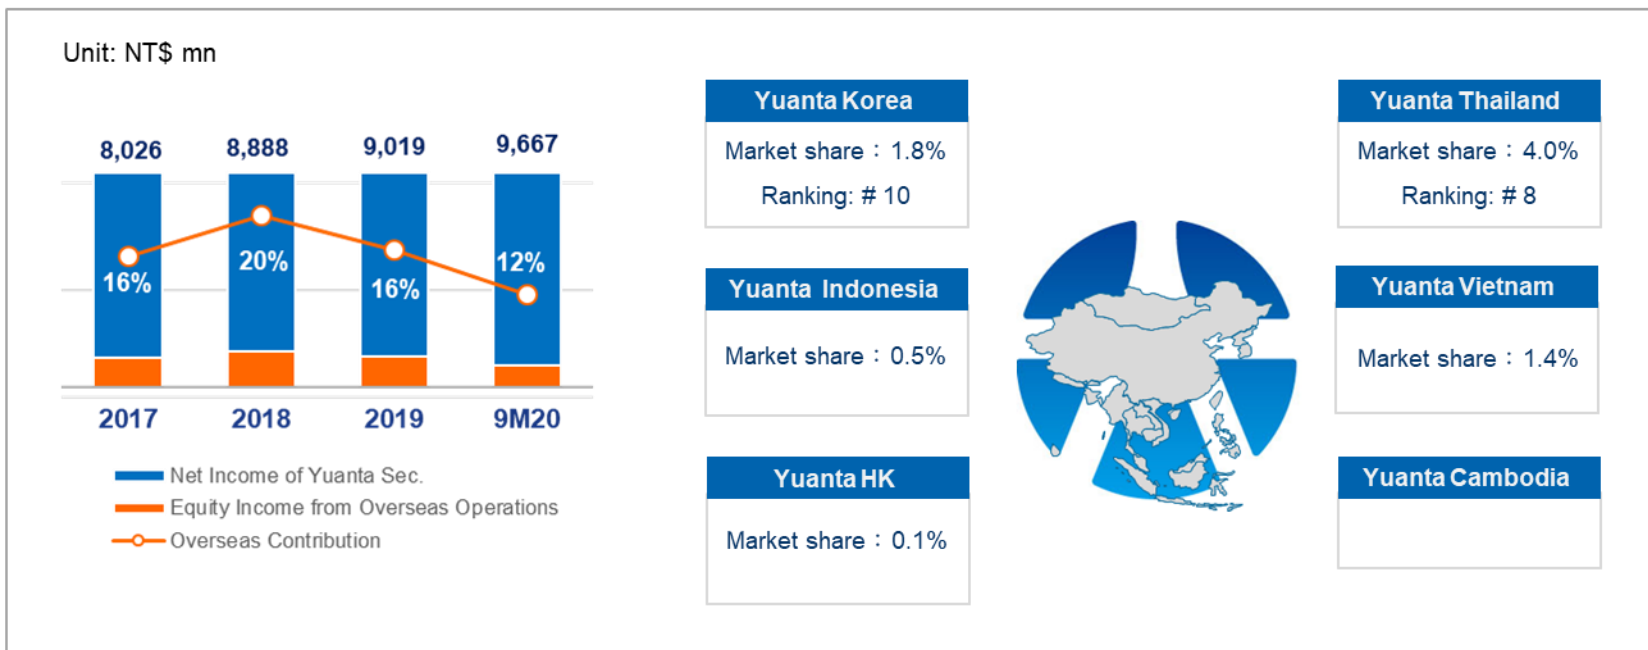 Unit: NT$ mn
8,026
8,888
9,019
9,667
16%
20%
16%
12%
2017
2018
2019
9M20
Net Income of Yuanta Sec.
Equity Income from Overseas Operations
Overseas Contribution
Yuanta Korea
Market share：1.8%
Ranking: # 10
Yuanta Indonesia
Market share：0.5%
Yuanta HK
Market share：0.1%
Yuanta Thailand
Market share：4.0%
Ranking: # 8
Yuanta Vietnam
Market share：1.4%
Yuanta Cambodia